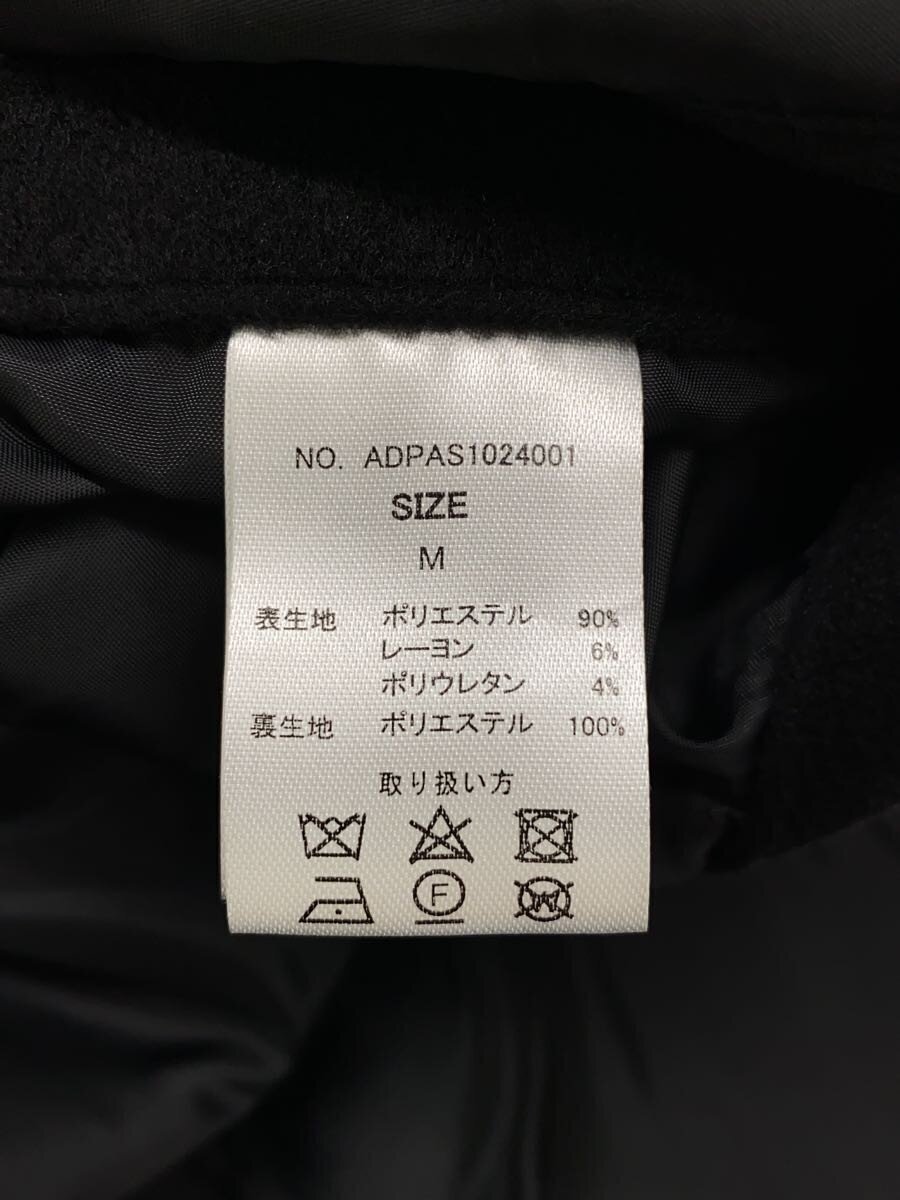 NO. ADPAS1024001
SIZE
M
表生地 ポリエステル 90%
レーヨン 6%
ポリウレタン 4%
裏生地 ポリエステル 100%
取り扱い方
F
W